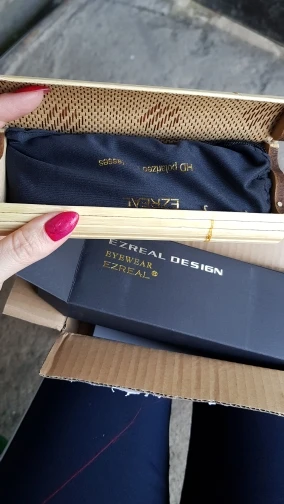 HD polarized
EZREAL
EZREAL DESIGN
EYEWEAR
EZREAL®